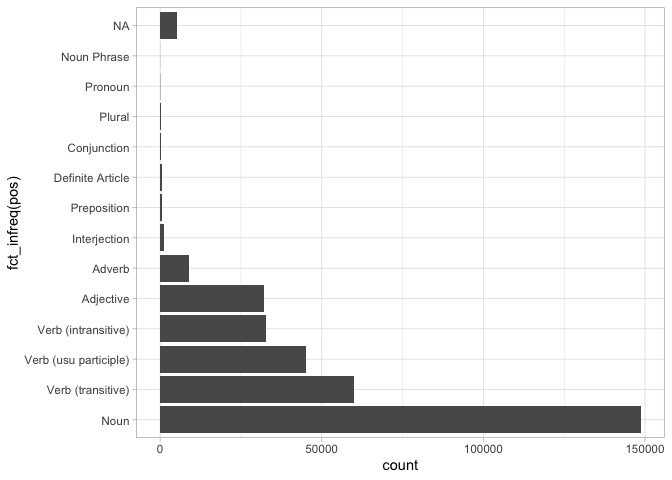 NA
Noun Phrase
Pronoun
Plural
Conjunction
Definite Article
Preposition
Interjection
Adverb
Adjective
Verb (intransitive)
Verb (usu participle)
Verb (transitive)
Noun
fct_infreq(pos)
0 50000 100000 150000
count